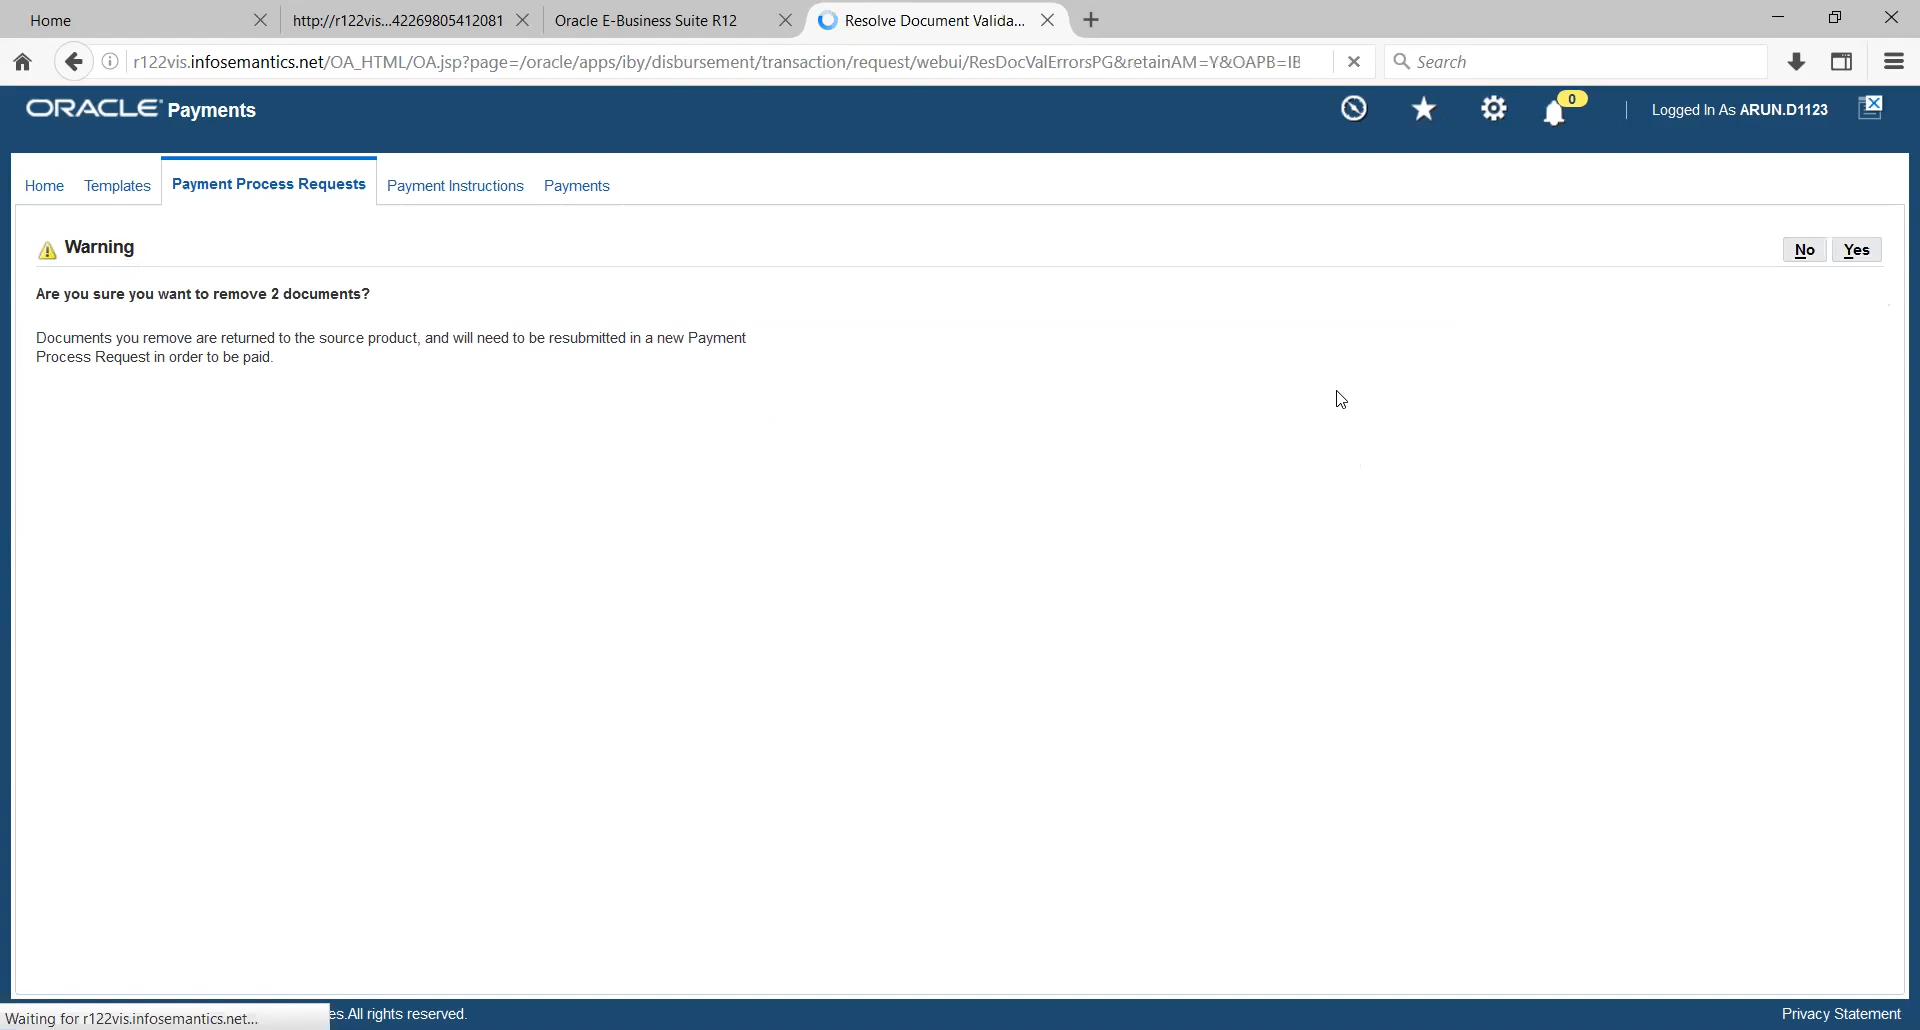 Home
http://r122vis...42269805412081
Oracle E-Business Suite R12
Resolve Document Valida...
r122vis.infosemantics.net/OA_HTML/OA.jsp?page=/oracle/apps/iby/disbursement/transaction/request/webui/ResDocValErrorsPG&retainAM=Y&OAPB=IB
Search
ORACLE Payments
0
Logged In As ARUN.D1123
Home
Templates
Payment Process Requests
Payment Instructions
Payments
Warning
No
Yes
Are you sure you want to remove 2 documents?
Documents you remove are returned to the source product, and will need to be resubmitted in a new Payment
Process Request in order to be paid.
Waiting for r122vis.infosemantics.net...
es.All rights reserved.
Privacy Statement